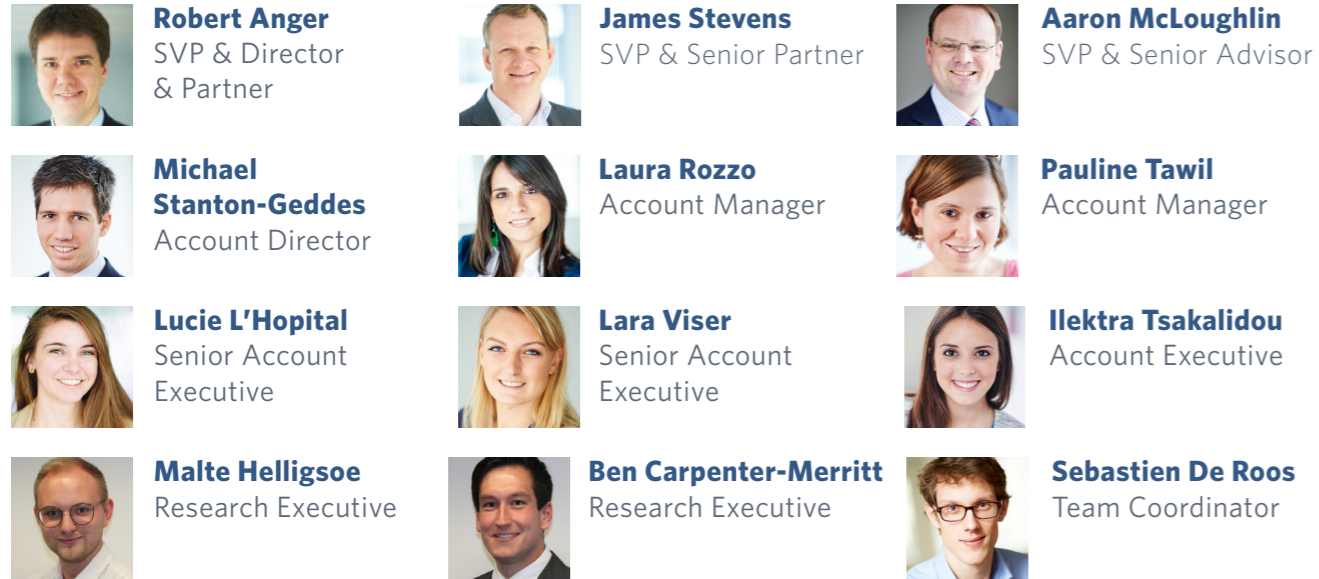 Robert Anger
SVP & Director
& Partner
James Stevens
SVP & Senior Partner
Aaron McLoughlin
SVP & Senior Advisor
Michael
Stanton-Geddes
Account Director
Laura Rozzo
Account Manager
Pauline Tawil
Account Manager
Lucie L’Hopital
Senior Account
Executive
Lara Viser
Senior Account
Executive
Ilektra Tsakalidou
Account Executive
Malte Helligsoe
Research Executive
Ben Carpenter-Merritt
Research Executive
Sebastien De Roos
Team Coordinator